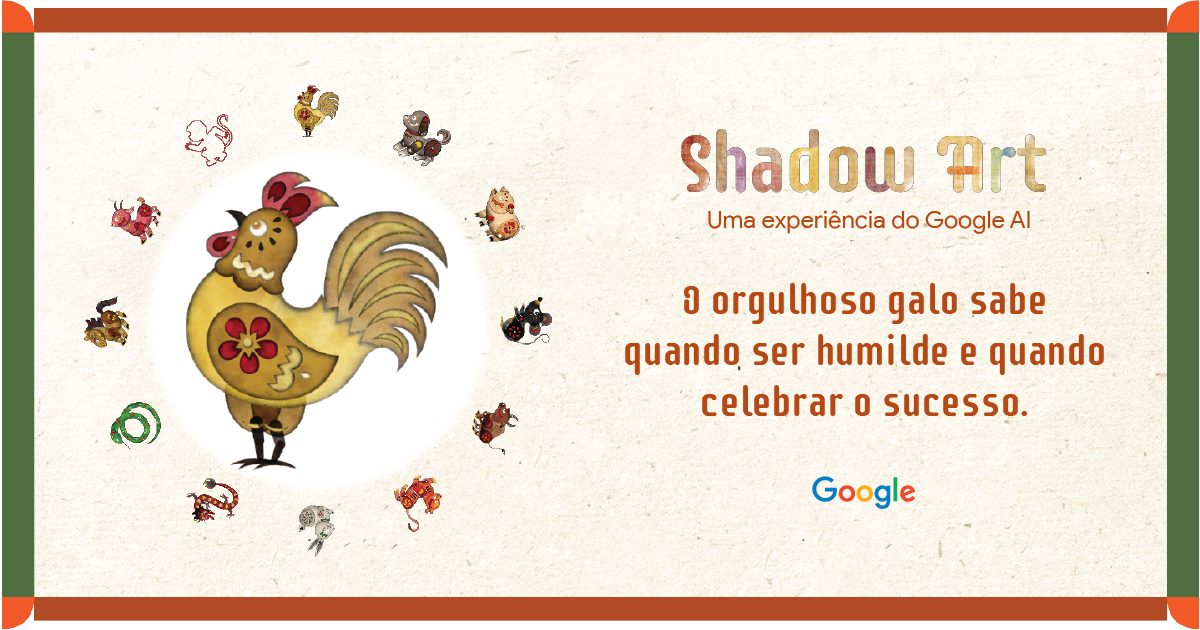 Shadow Art
Uma experiência do Google AI
O orgulhoso galo sabe
quando ser humilde e quando
celebrar o sucesso.
Google